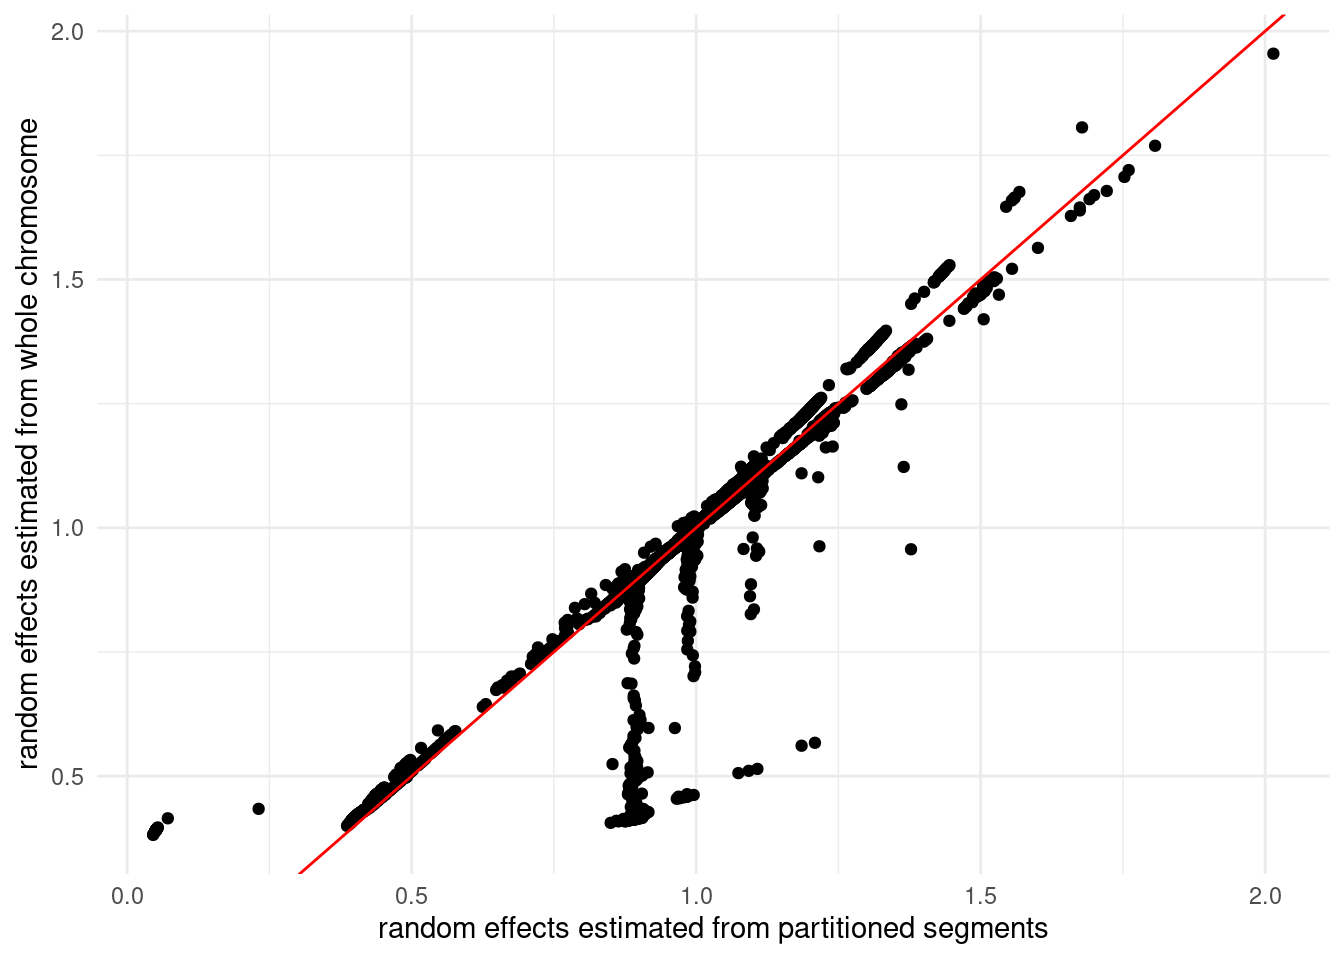 2.0
1.5
1.0
0.5
random effects estimated from whole chromosome
0.0 0.5 1.0 1.5 2.0
random effects estimated from partitioned segments